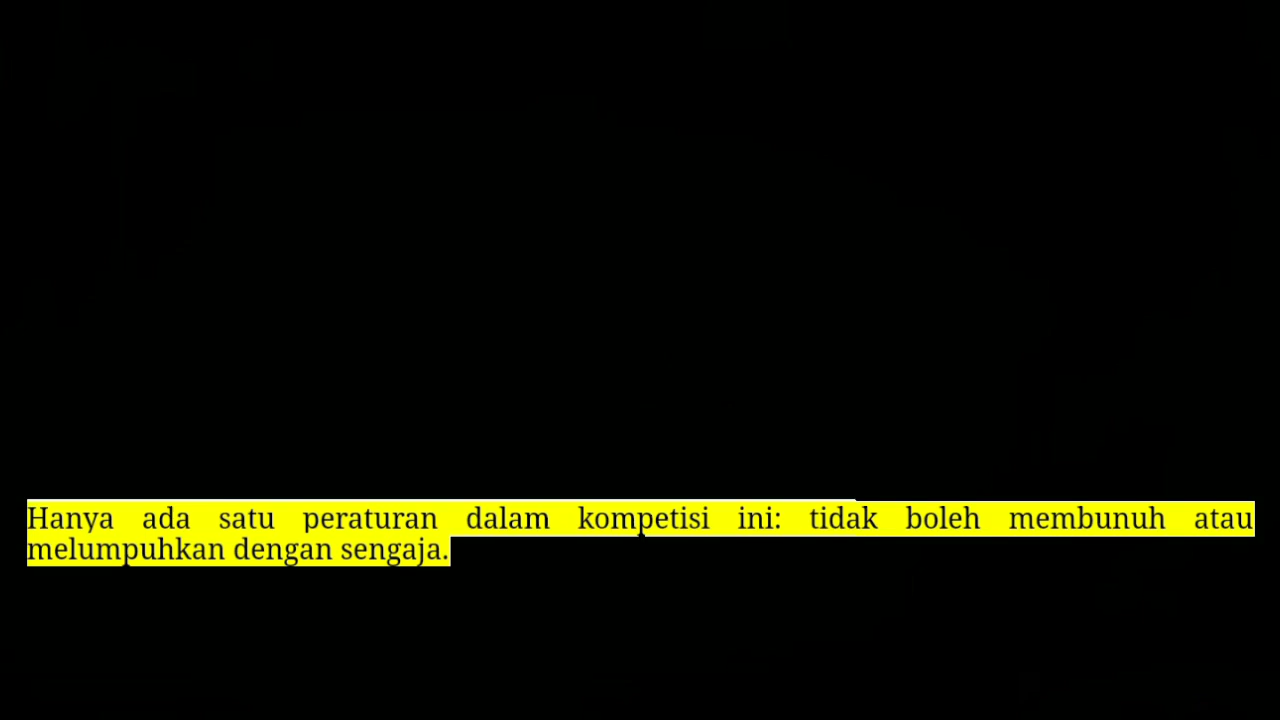 Hanya ada satu peraturan dalam kompetisi ini: tidak boleh membunuh atau
melumpuhkan dengan sengaja.